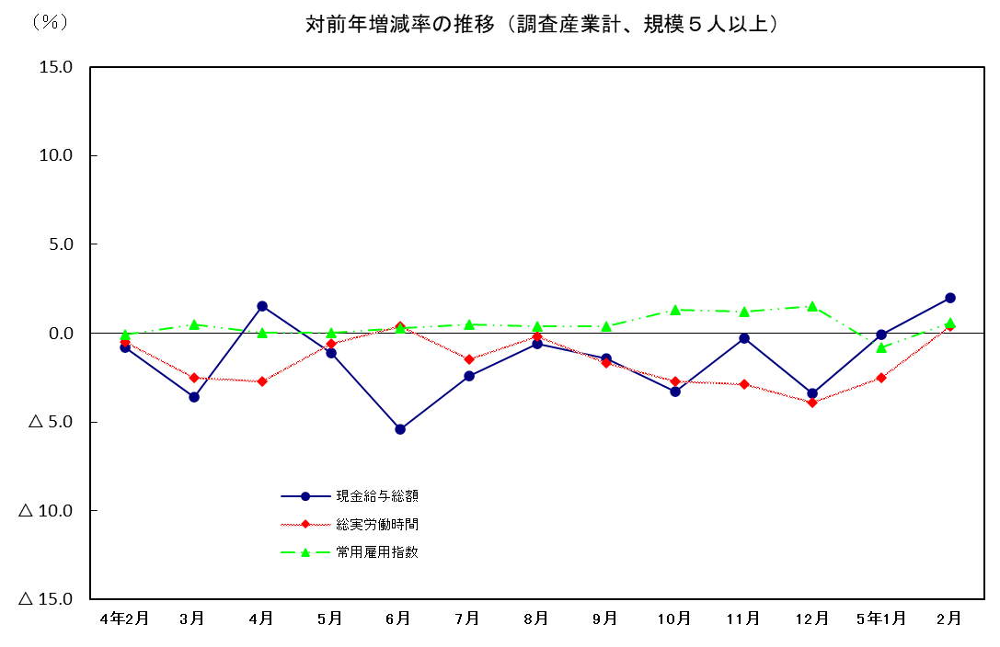 （％）
対前年増減率の推移（調査産業計、規模５人以上）
15.0
10.0
5.0
0.0
△ 5.0
△ 10.0
△ 15.0
現金給与総額
総実労働時間
常用雇用指数
4年2月 3月 4月 5月 6月 7月 8月 9月 10月 11月 12月 5年1月 2月